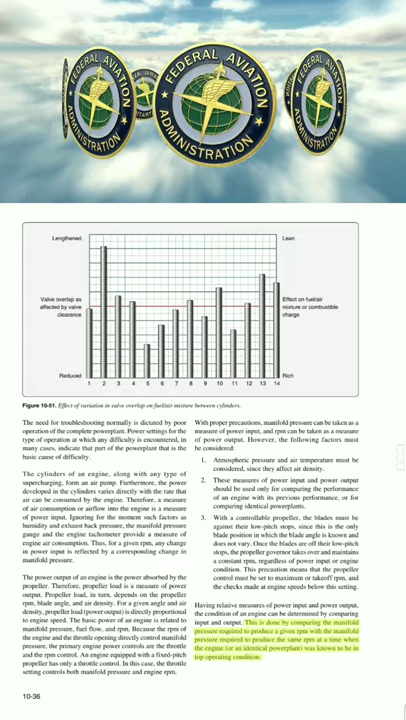 FEDERAL AVIATION
ADMINISTRATION
FEDERAL AVIATION
ADMINISTRATION
FEDERAL AVIATION
ADMINISTRATION
Lengthened
Lean
Valve overlap as
affected by valve
clearance
Effect on fuel/air
mixture or combustible
charge
Reduced
Rich
1 2 3 4 5 6 7 8 9 10 11 12 13 14
Figure 10-51. Effect of variation in valve overlap on fuel/air mixture between cylinders.
The need for troubleshooting normally is dictated by poor
operation of the complete powerplant. Power settings for the
type of operation at which any difficulty is encountered, in
many cases, indicate that part of the powerplant that is the
basic cause of difficulty.
The cylinders of an engine, along with any type of
supercharging, form an air pump. Furthermore, the power
developed in the cylinders varies directly with the rate that
air can be consumed by the engine. Therefore, a measure
of air consumption or airflow into the engine is a measure
of power input. Ignoring for the moment such factors as
humidity and exhaust back pressure, the manifold pressure
gauge and the engine tachometer provide a measure of
engine air consumption. Thus, for a given rpm, any change
in power input is reflected by a corresponding change in
manifold pressure.
The power output of an engine is the power absorbed by the
propeller. Therefore, propeller load is a measure of power
output. Propeller load, in turn, depends on the propeller
rpm, blade angle, and air density. For a given angle and air
density, propeller load (power output) is directly proportional
to engine speed. The basic power of an engine is related to
manifold pressure, fuel flow, and rpm. Because the rpm of
the engine and the throttle opening directly control manifold
pressure, the primary engine power controls are the throttle
and the rpm control. An engine equipped with a fixed-pitch
propeller has only a throttle control. In this case, the throttle
setting controls both manifold pressure and engine rpm.
With proper precautions, manifold pressure can be taken as a
measure of power input, and rpm can be taken as a measure
of power output. However, the following factors must
be considered:
1. Atmospheric pressure and air temperature must be
considered, since they affect air density.
2. These measures of power input and power output
should be used only for comparing the performance
of an engine with its previous performance, or for
comparing identical powerplants.
3. With a controllable propeller, the blades must be
against their low-pitch stops, since this is the only
blade position in which the blade angle is known and
does not vary. Once the blades are off their low-pitch
stops, the propeller governor takes over and maintains
a constant rpm, regardless of power input or engine
condition. This precaution means that the propeller
control must be set to maximum or takeoff rpm, and
the checks made at engine speeds below this setting.
Having relative measures of power input and power output,
the condition of an engine can be determined by comparing
input and output. This is done by comparing the manifold
pressure required to produce a given rpm with the manifold
pressure required to produce the same rpm at a time when
the engine (or an identical powerplant) was known to be in
top operating condition.
10-36